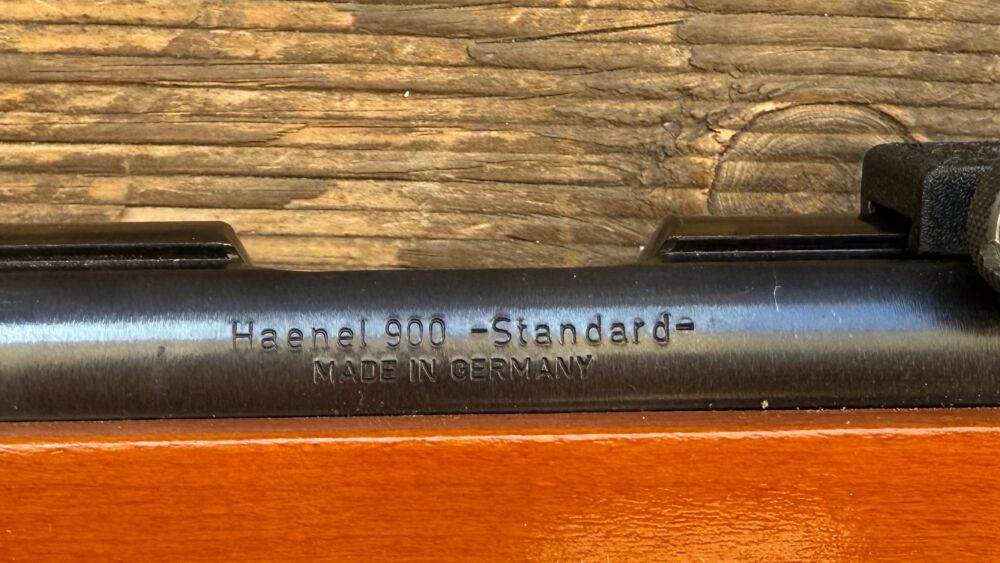 Haenel 900 -Standard-
MADE IN GERMANY